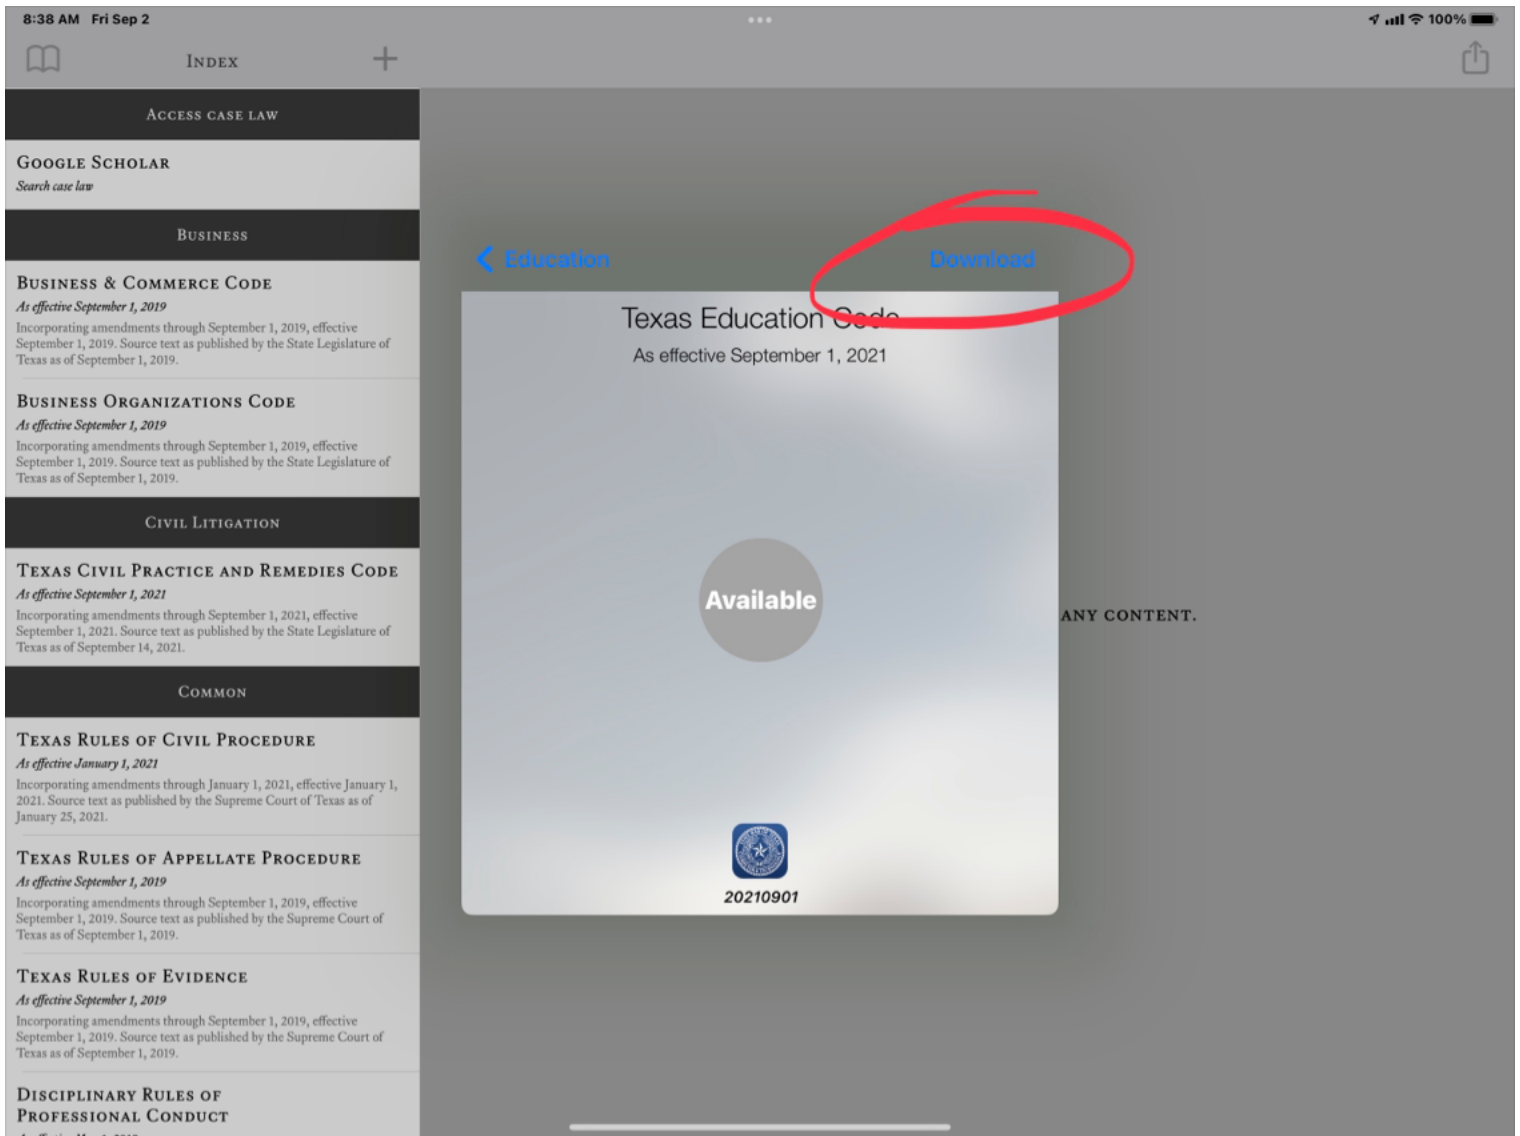 8:38 AM Fri Sep 2
100%
INDEX
ACCESS CASE LAW
GOOGLE SCHOLAR
Search case law
BUSINESS
BUSINESS & COMMERCE CODE
As effective September 1, 2019
Incorporating amendments through September 1, 2019, effective
September 1, 2019. Source text as published by the State Legislature of
Texas as of September 1, 2019.
BUSINESS ORGANIZATIONS CODE
As effective September 1, 2019
Incorporating amendments through September 1, 2019, effective
September 1, 2019. Source text as published by the State Legislature of
Texas as of September 1, 2019.
CIVIL LITIGATION
TEXAS CIVIL PRACTICE AND REMEDIES CODE
As effective September 1, 2021
Incorporating amendments through September 1, 2021, effective
September 1, 2021. Source text as published by the State Legislature of
Texas as of September 14, 2021.
COMMON
TEXAS RULES OF CIVIL PROCEDURE
As effective January 1, 2021
Incorporating amendments through January 1, 2021, effective January 1,
2021. Source text as published by the Supreme Court of Texas as of
January 25, 2021.
TEXAS RULES OF APPELLATE PROCEDURE
As effective September 1, 2019
Incorporating amendments through September 1, 2019, effective
September 1, 2019. Source text as published by the Supreme Court of
Texas as of September 1, 2019.
TEXAS RULES OF EVIDENCE
As effective September 1, 2019
Incorporating amendments through September 1, 2019, effective
September 1, 2019. Source text as published by the Supreme Court of
Texas as of September 1, 2019.
DISCIPLINARY RULES OF
PROFESSIONAL CONDUCT
Education
Download
Texas Education Code
As effective September 1, 2021
Available
20210901
ANY CONTENT.